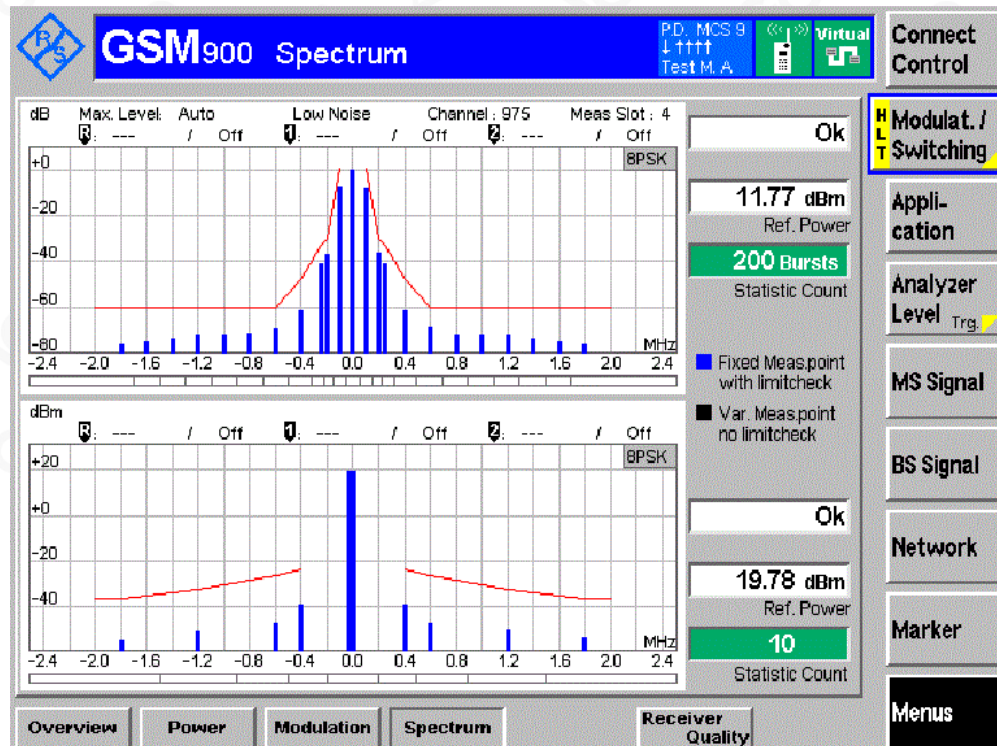 R&S
GSM900 Spectrum
P.D. MCS 9
↓ ↑↑↑↑
Test M. A.
Virtual
Connect Control
dB Max. Level: Auto Low Noise Channel : 975 Meas Slot : 4
R: --- / Off 1: --- / Off 2: --- / Off
8PSK
+0
-20
-40
-60
-80
MHz
-2.4 -2.0 -1.6 -1.2 -0.8 -0.4 0.0 0.4 0.8 1.2 1.6 2.0 2.4
Ok
11.77 dBm
Ref. Power
200 Bursts
Statistic Count
Fixed Meas.point
with limitcheck
Var. Meas.point
no limitcheck
dBm
R: --- / Off 1: --- / Off 2: --- / Off
8PSK
+20
+0
-20
-40
MHz
-2.4 -2.0 -1.6 -1.2 -0.8 -0.4 0.0 0.4 0.8 1.2 1.6 2.0 2.4
Ok
19.78 dBm
Ref. Power
10
Statistic Count
HLT
Modulat. /
Switching
Appli-
cation
Analyzer
Level Trg.
MS Signal
BS Signal
Network
Marker
Menus
Overview
Power
Modulation
Spectrum
Receiver
Quality